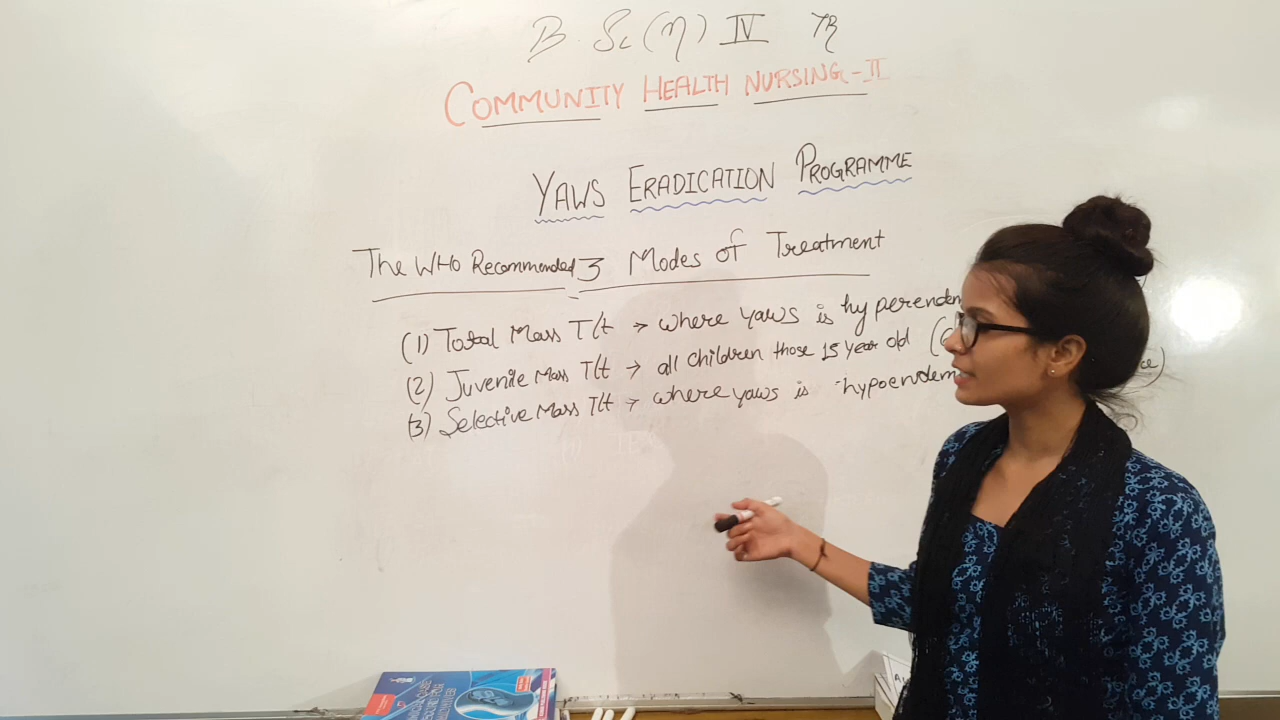 B. Sc (N) IV YR
COMMUNITY HEALTH NURSING-II
YAWS ERADICATION PROGRAMME
The WHO Recommended 3 Modes of Treatment
(1) Total Mass T/t → where yaws is hyperendem
(2) Juvenile Mass T/t → all children those 15 year old (
(3) Selective Mass T/t → where yaws is hypoendem